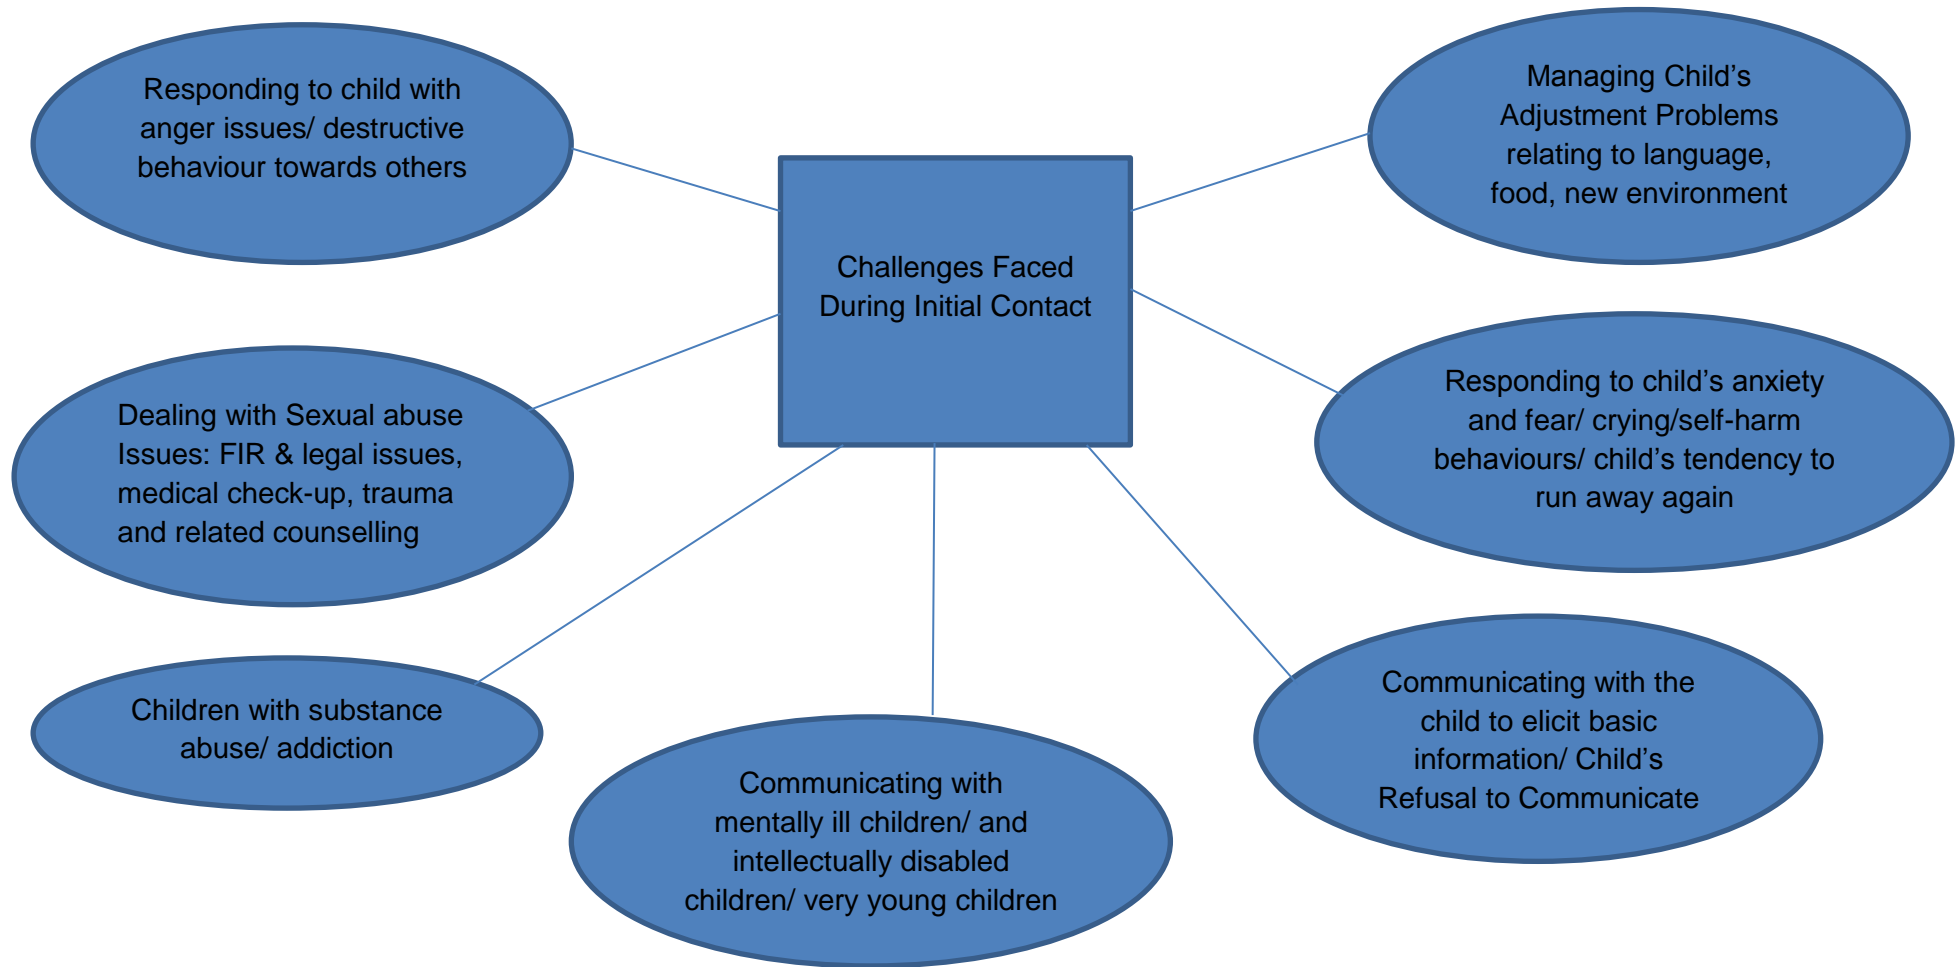 Responding to child with
anger issues/ destructive
behaviour towards others
Managing Child’s
Adjustment Problems
relating to language,
food, new environment
Challenges Faced
During Initial Contact
Dealing with Sexual abuse
Issues: FIR & legal issues,
medical check-up, trauma
and related counselling
Responding to child’s anxiety
and fear/ crying/self-harm
behaviours/ child’s tendency to
run away again
Children with substance
abuse/ addiction
Communicating with
mentally ill children/ and
intellectually disabled
children/ very young children
Communicating with the
child to elicit basic
information/ Child’s
Refusal to Communicate